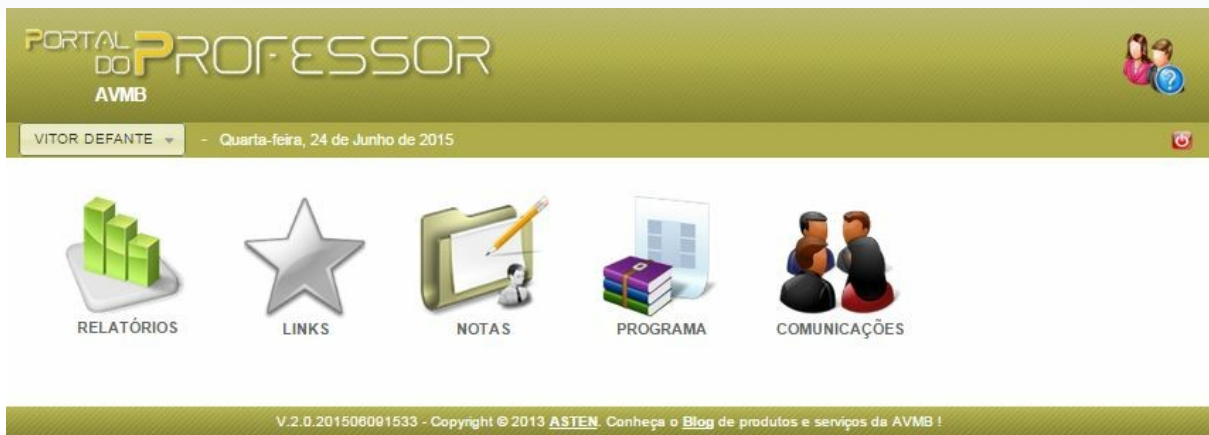 PORTAL
DO PROFESSOR
AVMB
VITOR DEFANTE - Quarta-feira, 24 de Junho de 2015
RELATÓRIOS LINKS NOTAS PROGRAMA COMUNICAÇÕES
V.2.0.201506091533 - Copyright © 2013 ASTEN. Conheça o Blog de produtos e serviços da AVMB !